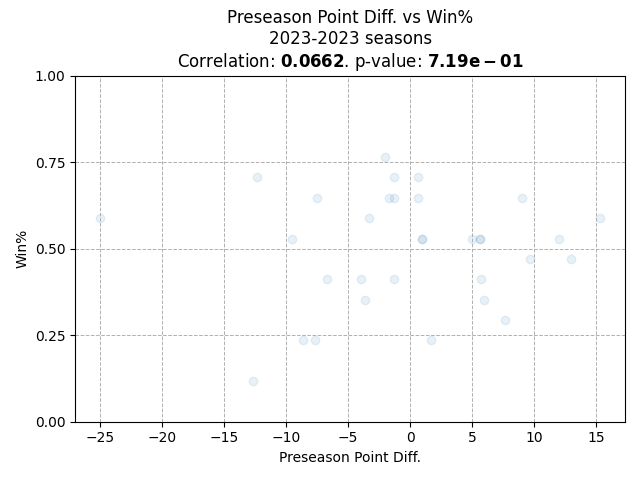 Preseason Point Diff. vs Win%
2023-2023 seasons
Correlation: 0.0662. p-value: 7.19e−01
1.00
0.75
0.50
0.25
0.00
Win%
−25
−20
−15
−10
−5
0
5
10
15
Preseason Point Diff.